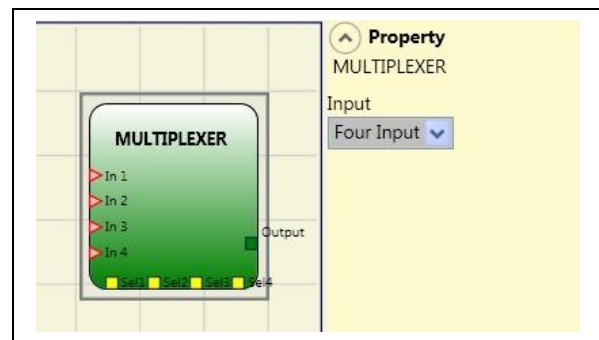 MULTIPLEXER
In 1
In 2
In 3
In 4
Output
Sel1 Sel2 Sel3 Sel4
Property
MULTIPLEXER
Input
Four Input